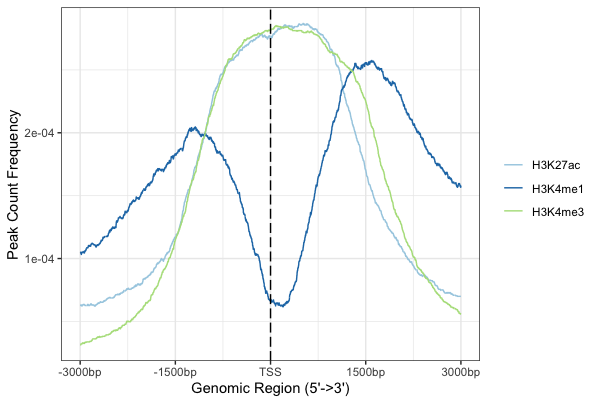 Peak Count Frequency
2e-04
1e-04
-3000bp -1500bp TSS 1500bp 3000bp
Genomic Region (5'->3')
H3K27ac
H3K4me1
H3K4me3